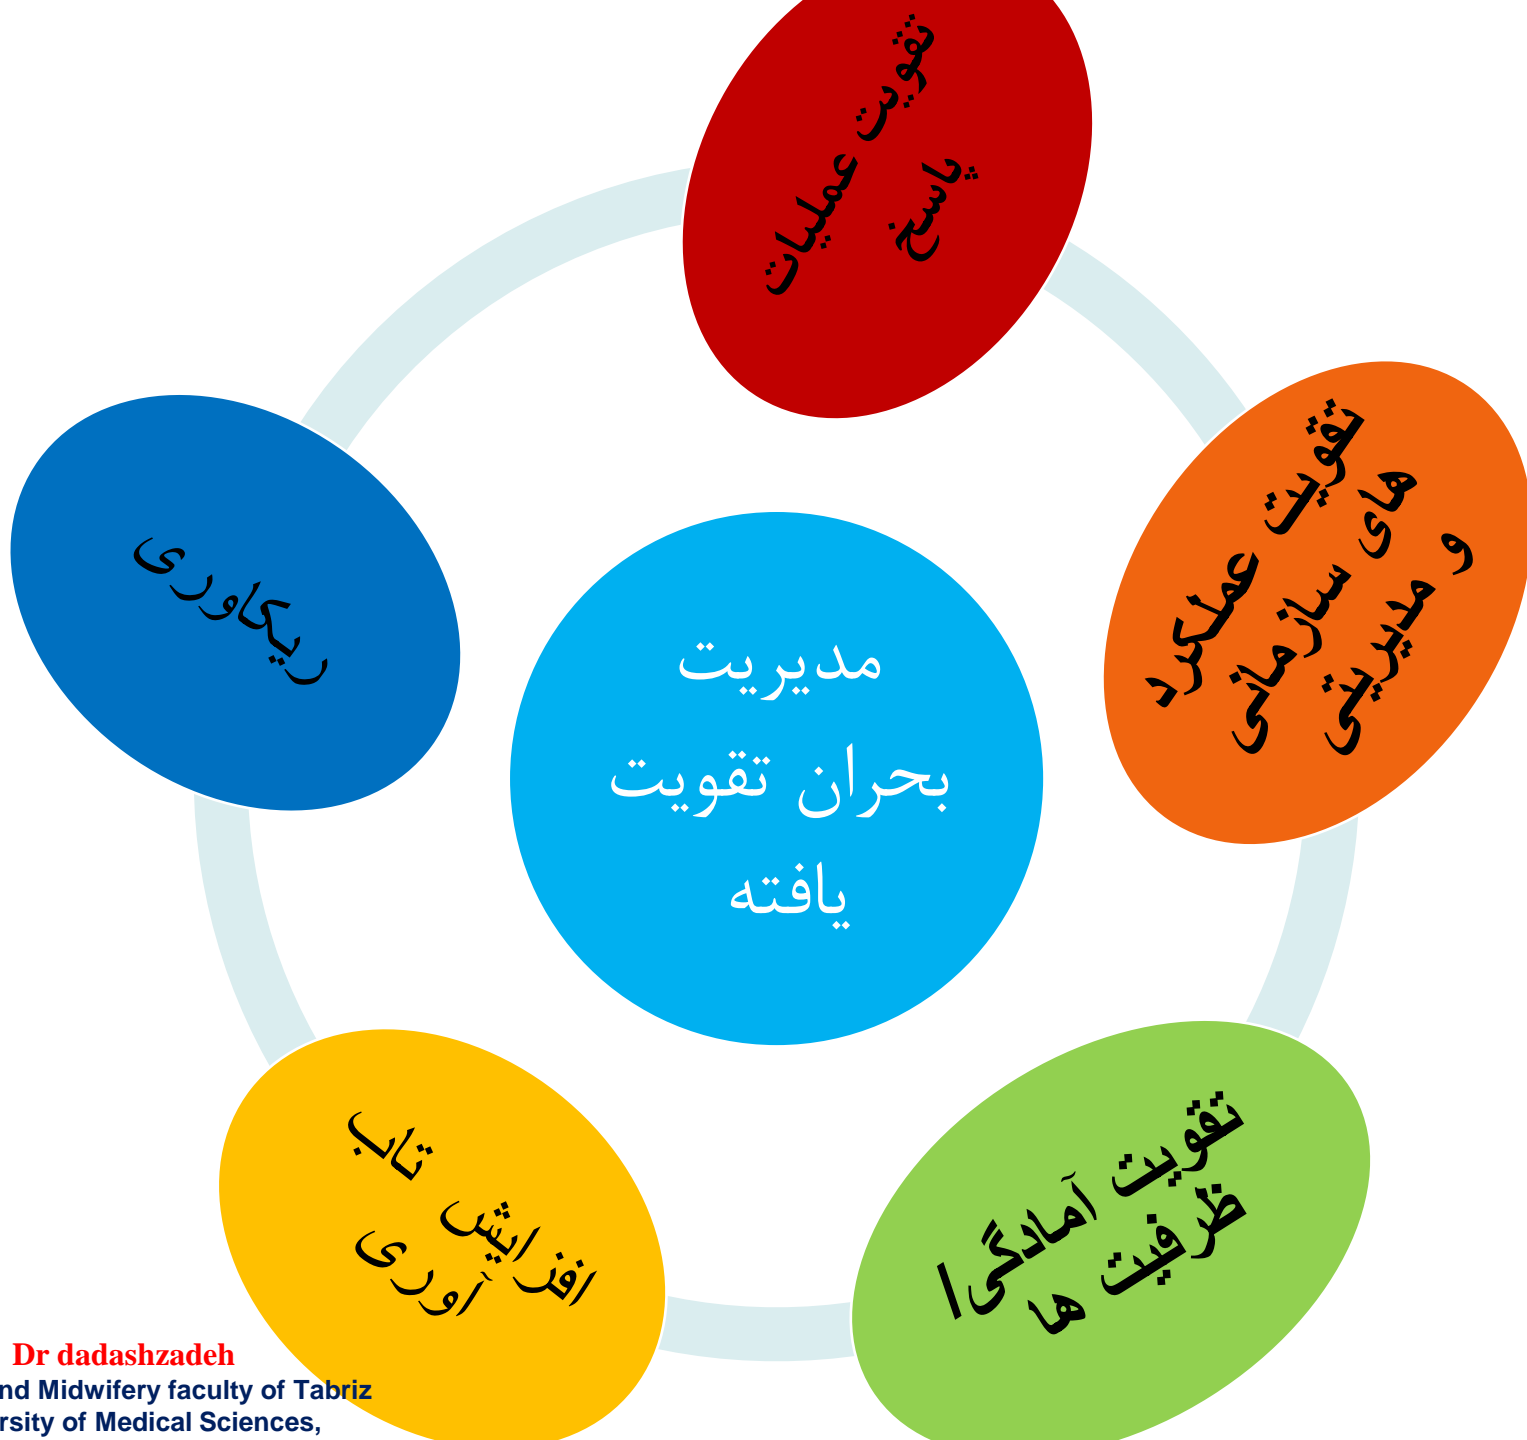 تقویت عملیات
پاسخ
تقویت عملکرد
های سازمانی
و مدیریتی
مدیریت
بحران تقویت
یافته
ریکاوری
تقویت آمادگی/
ظرفیت ها
افزایش تاب
آوری
Dr dadashzadeh
nd Midwifery faculty of Tabriz
rsity of Medical Sciences,